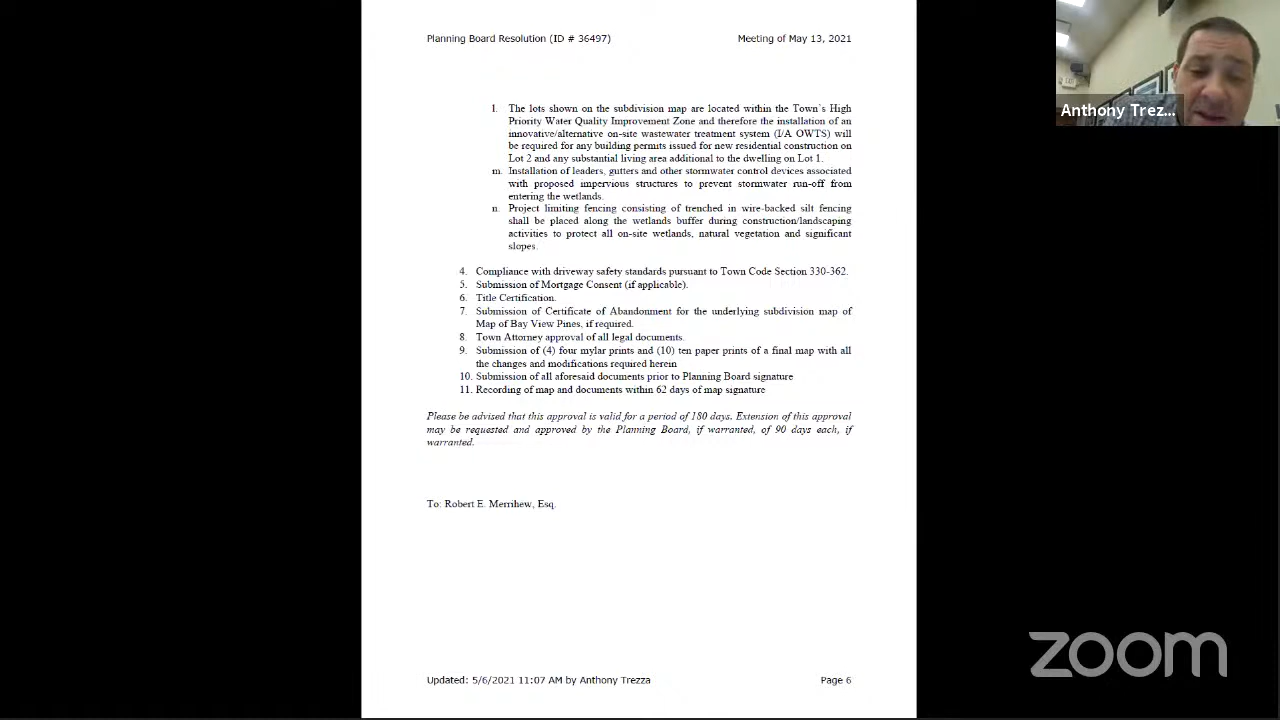 Planning Board Resolution (ID # 36497) Meeting of May 13, 2021
Anthony Trez...
l. The lots shown on the subdivision map are located within the Town's High
Priority Water Quality Improvement Zone and therefore the installation of an
innovative/alternative on-site wastewater treatment system (I/A OWTS) will
be required for any building permits issued for new residential construction on
Lot 2 and any substantial living area additional to the dwelling on Lot 1.
m. Installation of leaders, gutters and other stormwater control devices associated
with proposed impervious structures to prevent stormwater run-off from
entering the wetlands.
n. Project limiting fencing consisting of trenched in wire-backed silt fencing
shall be placed along the wetlands buffer during construction/landscaping
activities to protect all on-site wetlands, natural vegetation and significant
slopes.
4. Compliance with driveway safety standards pursuant to Town Code Section 330-362.
5. Submission of Mortgage Consent (if applicable).
6. Title Certification.
7. Submission of Certificate of Abandonment for the underlying subdivision map of
Map of Bay View Pines, if required.
8. Town Attorney approval of all legal documents.
9. Submission of (4) four mylar prints and (10) ten paper prints of a final map with all
the changes and modifications required herein
10. Submission of all aforesaid documents prior to Planning Board signature
11. Recording of map and documents within 62 days of map signature
Please be advised that this approval is valid for a period of 180 days. Extension of this approval
may be requested and approved by the Planning Board, if warranted, of 90 days each, if
warranted.
To: Robert E. Merrihew, Esq.
zoom
Updated: 5/6/2021 11:07 AM by Anthony Trezza Page 6